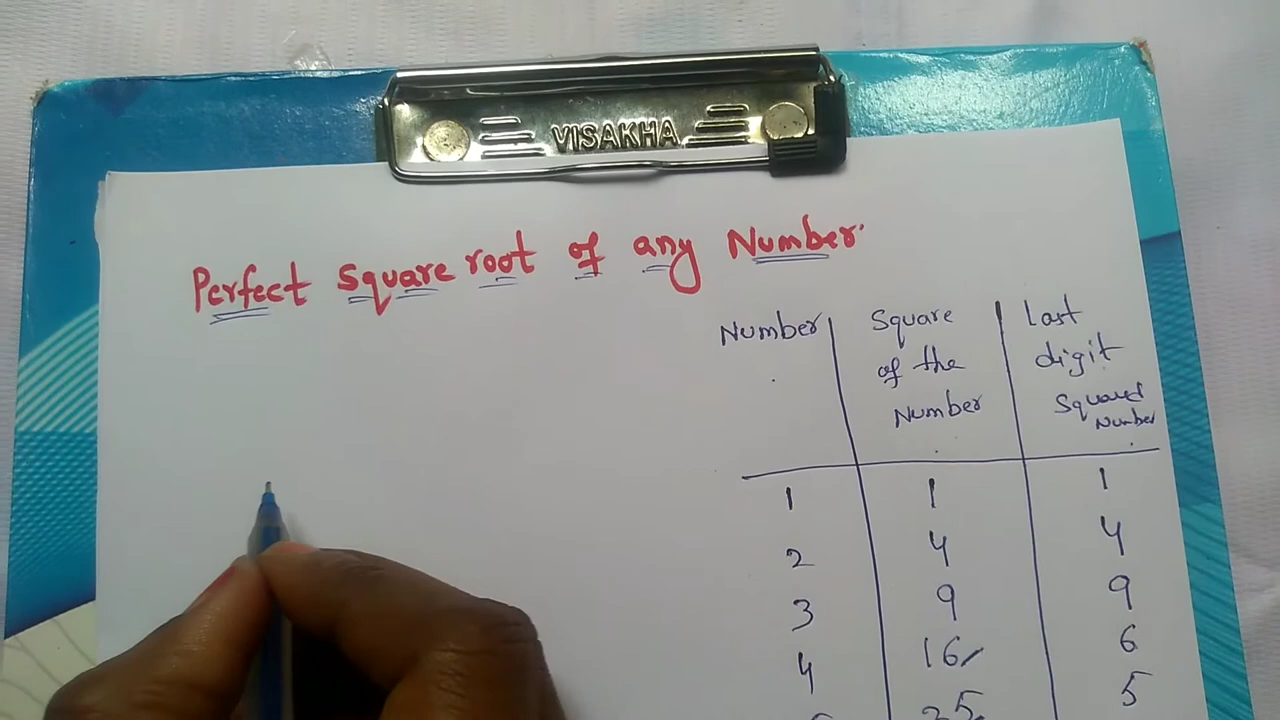 VISAKHA
Perfect square root of any Number
Number Square of the Number Last digit Squared Number
1 1 1
2 4 4
3 9 9
4 16 6
25 5